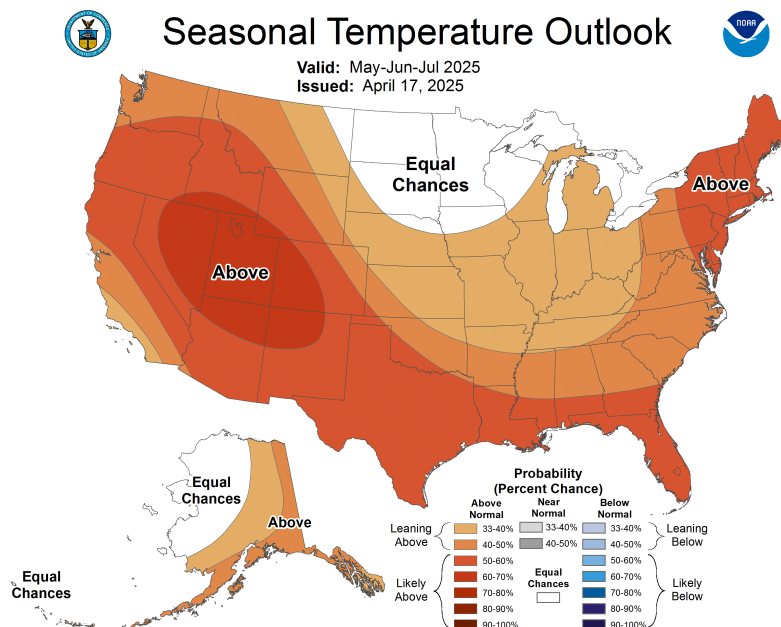 Seasonal Temperature Outlook
NOAA
Valid: May-Jun-Jul 2025
Issued: April 17, 2025
Equal
Chances
Above
Above
Equal
Chances
Above
Equal
Chances
Probability
(Percent Chance)
Above
Normal
Near
Normal
Below
Normal
Leaning
Above
33-40% 33-40% 33-40%
40-50% 40-50% 40-50%
Leaning
Below
Likely
Above
50-60% 50-60%
60-70% 60-70%
70-80% 70-80%
80-90% 80-90%
90-100% 90-100%
Equal
Chances
Likely
Below